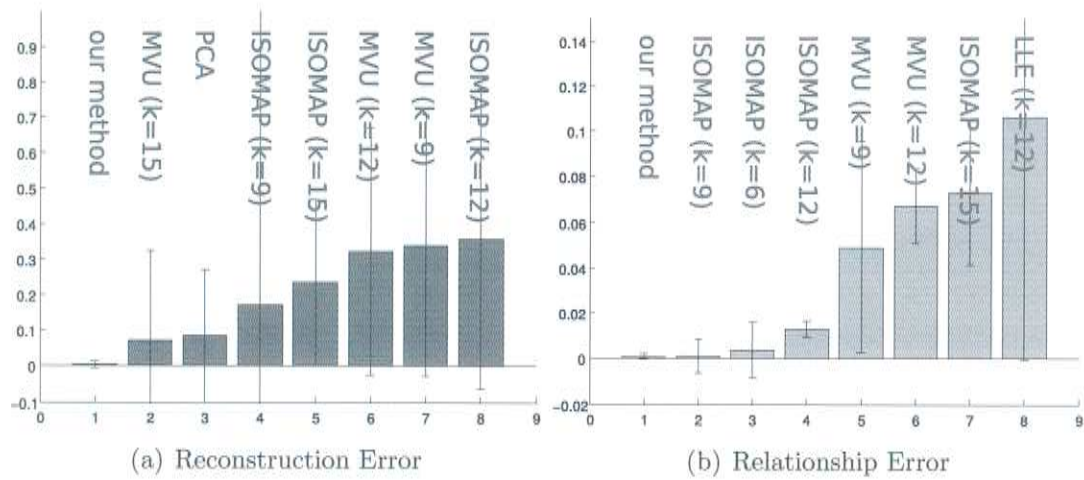 0.9
0.8
0.7
0.6
0.5
0.4
0.3
0.2
0.1
0
-0.1
our method
MVU (k=15)
PCA
ISOMAP (k=9)
ISOMAP (k=15)
MVU (k=12)
MVU (k=9)
ISOMAP (k=12)
0 1 2 3 4 5 6 7 8 9
(a) Reconstruction Error
0.14
0.12
0.1
0.08
0.06
0.04
0.02
0
-0.02
our method
ISOMAP (k=9)
ISOMAP (k=6)
ISOMAP (k=12)
MVU (k=9)
MVU (k=12)
ISOMAP (k=15)
LLE (k=12)
0 1 2 3 4 5 6 7 8 9
(b) Relationship Error